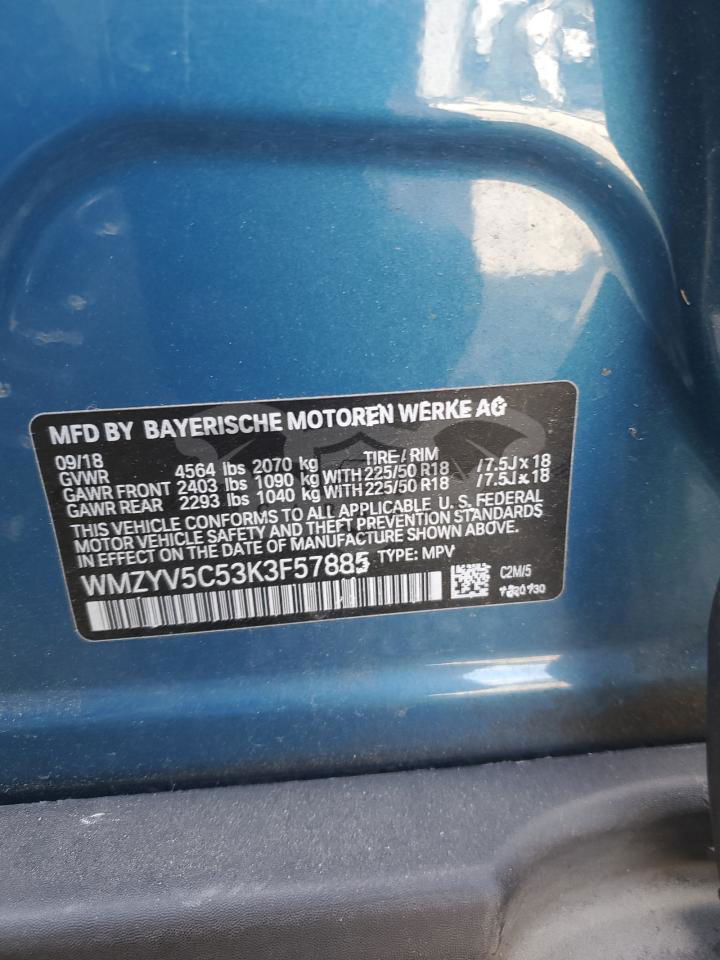 MFD BY BAYERISCHE MOTOREN WERKE AG
09/18 TIRE/RIM
GVWR 4564 lbs 2070 kg
GAWR FRONT 2403 lbs 1090 kg WITH 225/50 R18 /7.5Jx18
GAWR REAR 2293 lbs 1040 kg WITH 225/50 R18 /7.5Jx18
THIS VEHICLE CONFORMS TO ALL APPLICABLE U.S. FEDERAL
MOTOR VEHICLE SAFETY AND THEFT PREVENTION STANDARDS
IN EFFECT ON THE DATE OF MANUFACTURE SHOWN ABOVE.
WMZYV5C53K3F57885 TYPE: MPV
C2M/5